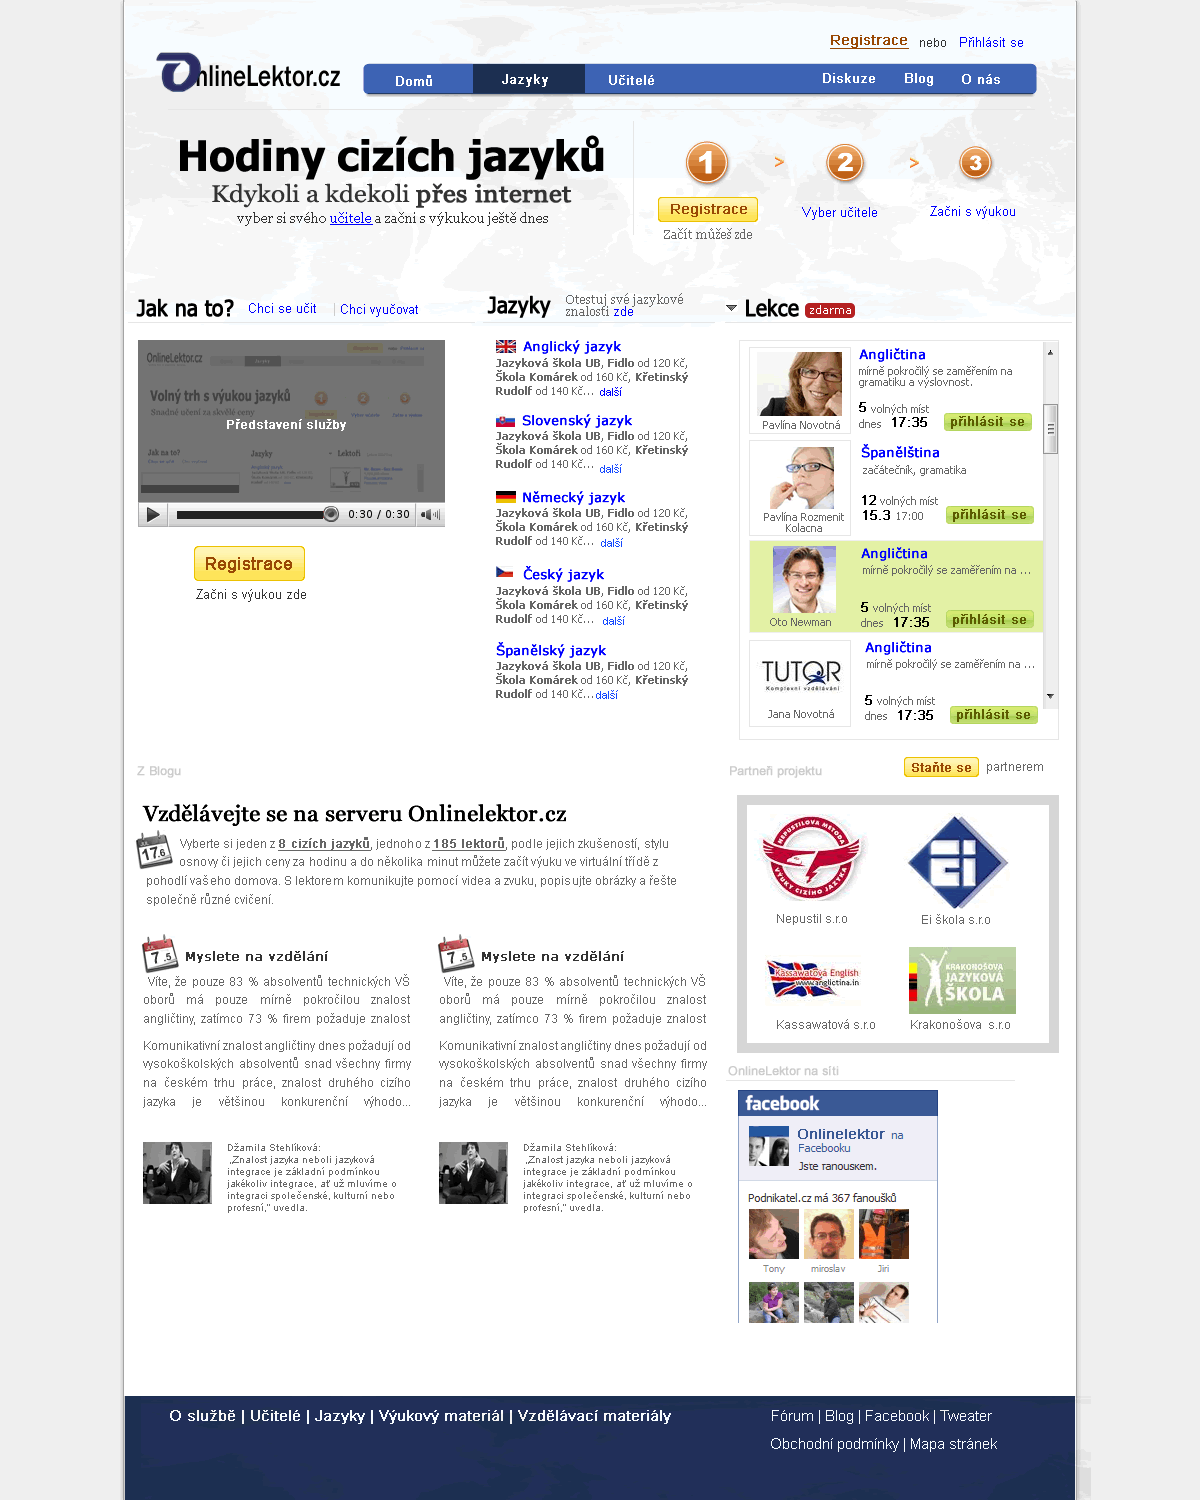 Registrace nebo Přihlásit se
OnlineLektor.cz
Domů Jazyky Učitelé Diskuze Blog O nás
Hodiny cizích jazyků
Kdykoli a kdekoli přes internet
vyber si svého učitele a začni s výkukou ještě dnes
1 > 2 > 3
Registrace
Vyber učitele
Začni s výukou
Začít můžeš zde
Jak na to? Chci se učit | Chci vyučovat
Představení služby
0:30 / 0:30
Registrace
Začni s výukou zde
Jazyky
Otestuj své jazykové
znalosti zde
Anglický jazyk
Jazyková škola UB, Fidlo od 120 Kč,
Škola Komárek od 160 Kč, Křetinský
Rudolf od 140 Kč... další
Slovenský jazyk
Jazyková škola UB, Fidlo od 120 Kč,
Škola Komárek od 160 Kč, Křetinský
Rudolf od 140 Kč... další
Německý jazyk
Jazyková škola UB, Fidlo od 120 Kč,
Škola Komárek od 160 Kč, Křetinský
Rudolf od 140 Kč... další
Český jazyk
Jazyková škola UB, Fidlo od 120 Kč,
Škola Komárek od 160 Kč, Křetinský
Rudolf od 140 Kč... další
Španělský jazyk
Jazyková škola UB, Fidlo od 120 Kč,
Škola Komárek od 160 Kč, Křetinský
Rudolf od 140 Kč...další
Lekce zdarma
Angličtina
mírně pokročilý se zaměřením na
gramatiku a výslovnost.
5 volných míst
dnes 17:35 přihlásit se
Pavlína Novotná
Španělština
začátečník, gramatika
12 volných míst
15.3 17:00 přihlásit se
Pavlína Rozmenit
Kolacna
Angličtina
mírně pokročilý se zaměřením na ...
5 volných míst
dnes 17:35 přihlásit se
Oto Newman
Angličtina
mírně pokročilý se zaměřením na ...
TUTOR
Komplexní vzdělávání
5 volných míst
dnes 17:35 přihlásit se
Jana Novotná
Z Blogu
Vzdělávejte se na serveru Onlinelektor.cz
17.6
Vyberte si jeden z 8 cizích jazyků, jednoho z 185 lektorů, podle jejich zkušeností, stylu
osnovy či jejich ceny za hodinu a do několika minut můžete začít výuku ve virtuální třídě z
pohodlí vašeho domova. S lektorem komunikujte pomocí videa a zvuku, popisujte obrázky a řešte
společně různé cvičení.
7.5 Myslete na vzdělání
Víte, že pouze 83 % absolventů technických VŠ
oborů má pouze mírně pokročilou znalost
angličtiny, zatímco 73 % firem požaduje znalost
Komunikativní znalost angličtiny dnes požadují od
vysokoškolských absolventů snad všechny firmy
na českém trhu práce, znalost druhého cizího
jazyka je většinou konkurenční výhodo...
Džamila Stehlíková:
„Znalost jazyka neboli jazyková
integrace je základní podmínkou
jakékoliv integrace, ať už mluvíme o
integraci společenské, kulturní nebo
profesní,“ uvedla.
7.5 Myslete na vzdělání
Víte, že pouze 83 % absolventů technických VŠ
oborů má pouze mírně pokročilou znalost
angličtiny, zatímco 73 % firem požaduje znalost
Komunikativní znalost angličtiny dnes požadují od
vysokoškolských absolventů snad všechny firmy
na českém trhu práce, znalost druhého cizího
jazyka je většinou konkurenční výhodo...
Džamila Stehlíková:
„Znalost jazyka neboli jazyková
integrace je základní podmínkou
jakékoliv integrace, ať už mluvíme o
integraci společenské, kulturní nebo
profesní,“ uvedla.
Partneři projektu
Staňte se partnerem
NEPUSTILOVA METODA
VÝUKY CIZÍHO JAZYKA
Nepustil s.r.o
Ei
Ei škola s.r.o
Kassawatová English
www.anglictina.in
Kassawatová s.r.o
KRAKONOŠOVA
JAZYKOVÁ
ŠKOLA
Krakonošova s.r.o
OnlineLektor na síti
facebook
Onlinelektor na
Facebooku
Jste fanouškem.
Podnikatel.cz má 367 fanoušků
Tony miroslav Jiri
O službě | Učitelé | Jazyky | Výukový materiál | Vzdělávací materiály
Fórum | Blog | Facebook | Tweater
Obchodní podmínky | Mapa stránek